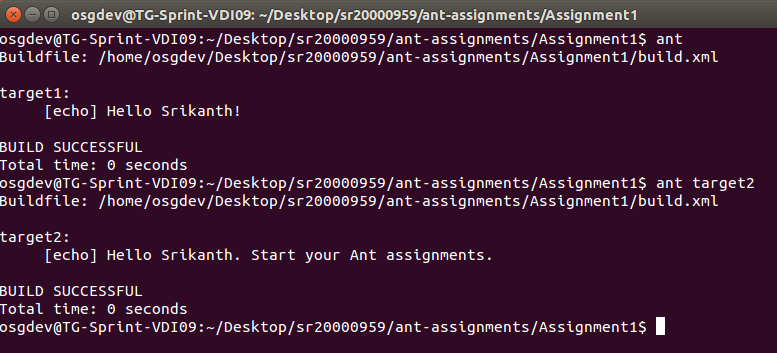 osgdev@TG-Sprint-VDI09: ~/Desktop/sr20000959/ant-assignments/Assignment1
osgdev@TG-Sprint-VDI09:~/Desktop/sr20000959/ant-assignments/Assignment1$ ant
Buildfile: /home/osgdev/Desktop/sr20000959/ant-assignments/Assignment1/build.xml

target1:
     [echo] Hello Srikanth!

BUILD SUCCESSFUL
Total time: 0 seconds
osgdev@TG-Sprint-VDI09:~/Desktop/sr20000959/ant-assignments/Assignment1$ ant target2
Buildfile: /home/osgdev/Desktop/sr20000959/ant-assignments/Assignment1/build.xml

target2:
     [echo] Hello Srikanth. Start your Ant assignments.

BUILD SUCCESSFUL
Total time: 0 seconds
osgdev@TG-Sprint-VDI09:~/Desktop/sr20000959/ant-assignments/Assignment1$